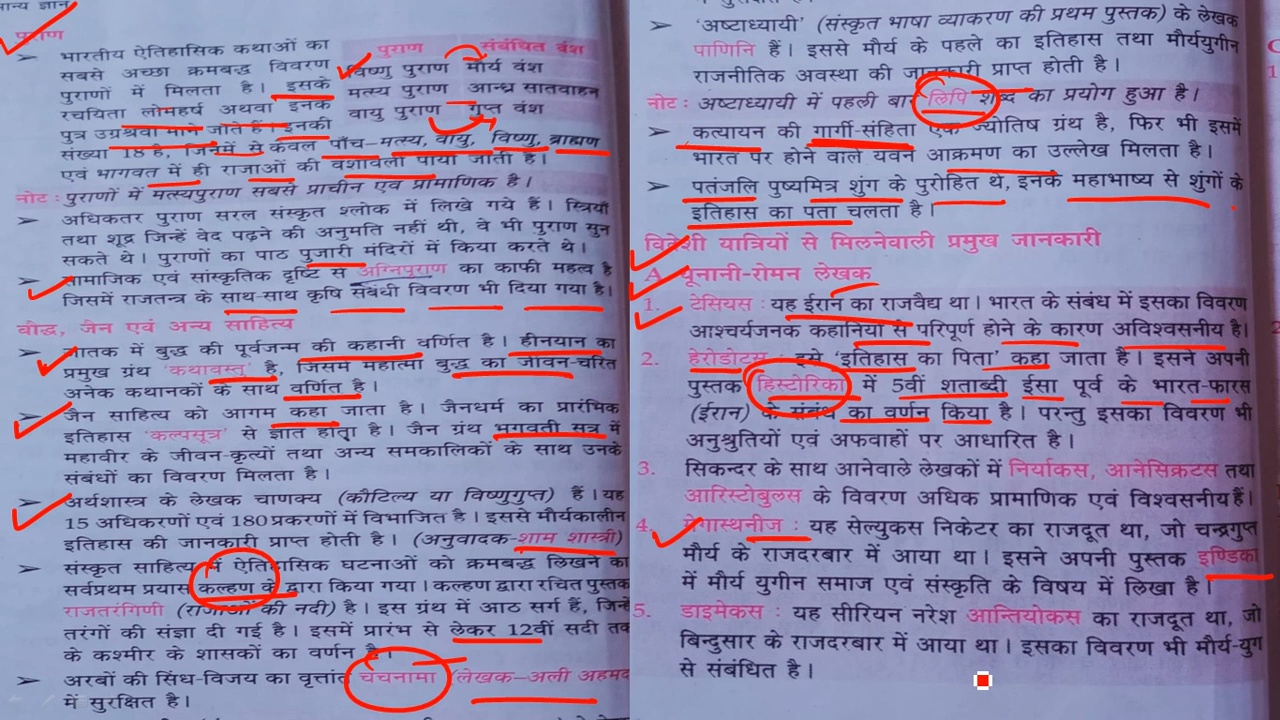 मान्य ज्ञान
पुराण
➢ भारतीय ऐतिहासिक कथाओं का
सबसे अच्छा क्रमबद्ध विवरण
पुराणों में मिलता है। इसके
रचयिता लोमहर्ष अथवा इनके
पुत्र उग्रश्रवा माने जाते हैं। इनकी
पुराण संबंधित वंश
विष्णु पुराण मौर्य वंश
मत्स्य पुराण आन्ध्र सातवाहन
वायु पुराण गुप्त वंश
संख्या 18 है, जिनमें से केवल पाँच–मत्स्य, वायु, विष्णु, ब्राह्मण
एवं भागवत में ही राजाओं की वंशावली पायी जाती है।
नोट : पुराणों में मत्स्यपुराण सबसे प्राचीन एवं प्रामाणिक है।
➢ अधिकतर पुराण सरल संस्कृत श्लोक में लिखे गये हैं। स्त्रियाँ
तथा शूद्र जिन्हें वेद पढ़ने की अनुमति नहीं थी, वे भी पुराण सुन
सकते थे। पुराणों का पाठ पुजारी मंदिरों में किया करते थे।
➢ सामाजिक एवं सांस्कृतिक दृष्टि से अग्निपुराण का काफी महत्व है
जिसमें राजतन्त्र के साथ-साथ कृषि संबंधी विवरण भी दिया गया है।
बौद्ध, जैन एवं अन्य साहित्य
➢ जातक में बुद्ध की पूर्वजन्म की कहानी वर्णित है। हीनयान का
प्रमुख ग्रंथ 'कथावस्तु' है, जिसमें महात्मा बुद्ध का जीवन-चरित
अनेक कथानकों के साथ वर्णित है।
➢ जैन साहित्य को आगम कहा जाता है। जैनधर्म का प्रारंभिक
इतिहास 'कल्पसूत्र' से ज्ञात होता है। जैन ग्रंथ भगवती सूत्र में
महावीर के जीवन-कृत्यों तथा अन्य समकालिकों के साथ उनके
संबंधों का विवरण मिलता है।
➢ अर्थशास्त्र के लेखक चाणक्य (कौटिल्य या विष्णुगुप्त) हैं। यह
15 अधिकरणों एवं 180 प्रकरणों में विभाजित है। इससे मौर्यकालीन
इतिहास की जानकारी प्राप्त होती है। (अनुवादक-शाम शास्त्री)
➢ संस्कृत साहित्य में ऐतिहासिक घटनाओं को क्रमबद्ध लिखने का
सर्वप्रथम प्रयास कल्हण के द्वारा किया गया। कल्हण द्वारा रचित पुस्तक
राजतरंगिणी (राजाओं की नदी) है। इस ग्रंथ में आठ सर्ग हैं, जिन्हें
तरंगों की संज्ञा दी गई है। इसमें प्रारंभ से लेकर 12वीं सदी तक
के कश्मीर के शासकों का वर्णन है।
➢ अरबों की सिंध-विजय का वृत्तांत चचनामा (लेखक–अली अहमद
में सुरक्षित है।
➢ 'अष्टाध्यायी' (संस्कृत भाषा व्याकरण की प्रथम पुस्तक) के लेखक
पाणिनि हैं। इससे मौर्य के पहले का इतिहास तथा मौर्ययुगीन
राजनीतिक अवस्था की जानकारी प्राप्त होती है।
नोट : अष्टाध्यायी में पहली बार लिपि शब्द का प्रयोग हुआ है।
➢ कत्यायन की गार्गी-संहिता एक ज्योतिष ग्रंथ है, फिर भी इसमें
भारत पर होने वाले यवन आक्रमण का उल्लेख मिलता है।
➢ पतंजलि पुष्यमित्र शुंग के पुरोहित थे, इनके महाभाष्य से शुंगों के
इतिहास का पता चलता है।
विदेशी यात्रियों से मिलनेवाली प्रमुख जानकारी
A यूनानी-रोमन लेखक
1. टेसियस : यह ईरान का राजवैद्य था। भारत के संबंध में इसका विवरण
आश्चर्यजनक कहानियों से परिपूर्ण होने के कारण अविश्वसनीय है।
2. हेरोडोटस : इसे 'इतिहास का पिता' कहा जाता है। इसने अपनी
पुस्तक हिस्टोरिका में 5वीं शताब्दी ईसा पूर्व के भारत-फारस
(ईरान) के संबंध का वर्णन किया है। परन्तु इसका विवरण भी
अनुश्रुतियों एवं अफवाहों पर आधारित है।
3. सिकन्दर के साथ आनेवाले लेखकों में निर्याकस, आनेसिक्रटस तथा
आरिस्टोबुलस के विवरण अधिक प्रामाणिक एवं विश्वसनीय हैं।
4. मेगास्थनीज : यह सेल्युकस निकेटर का राजदूत था, जो चन्द्रगुप्त
मौर्य के राजदरबार में आया था। इसने अपनी पुस्तक इण्डिका
में मौर्य युगीन समाज एवं संस्कृति के विषय में लिखा है।
5. डाइमेकस : यह सीरियन नरेश आन्तियोकस का राजदूत था, जो
बिन्दुसार के राजदरबार में आया था। इसका विवरण भी मौर्य-युग
से संबंधित है।